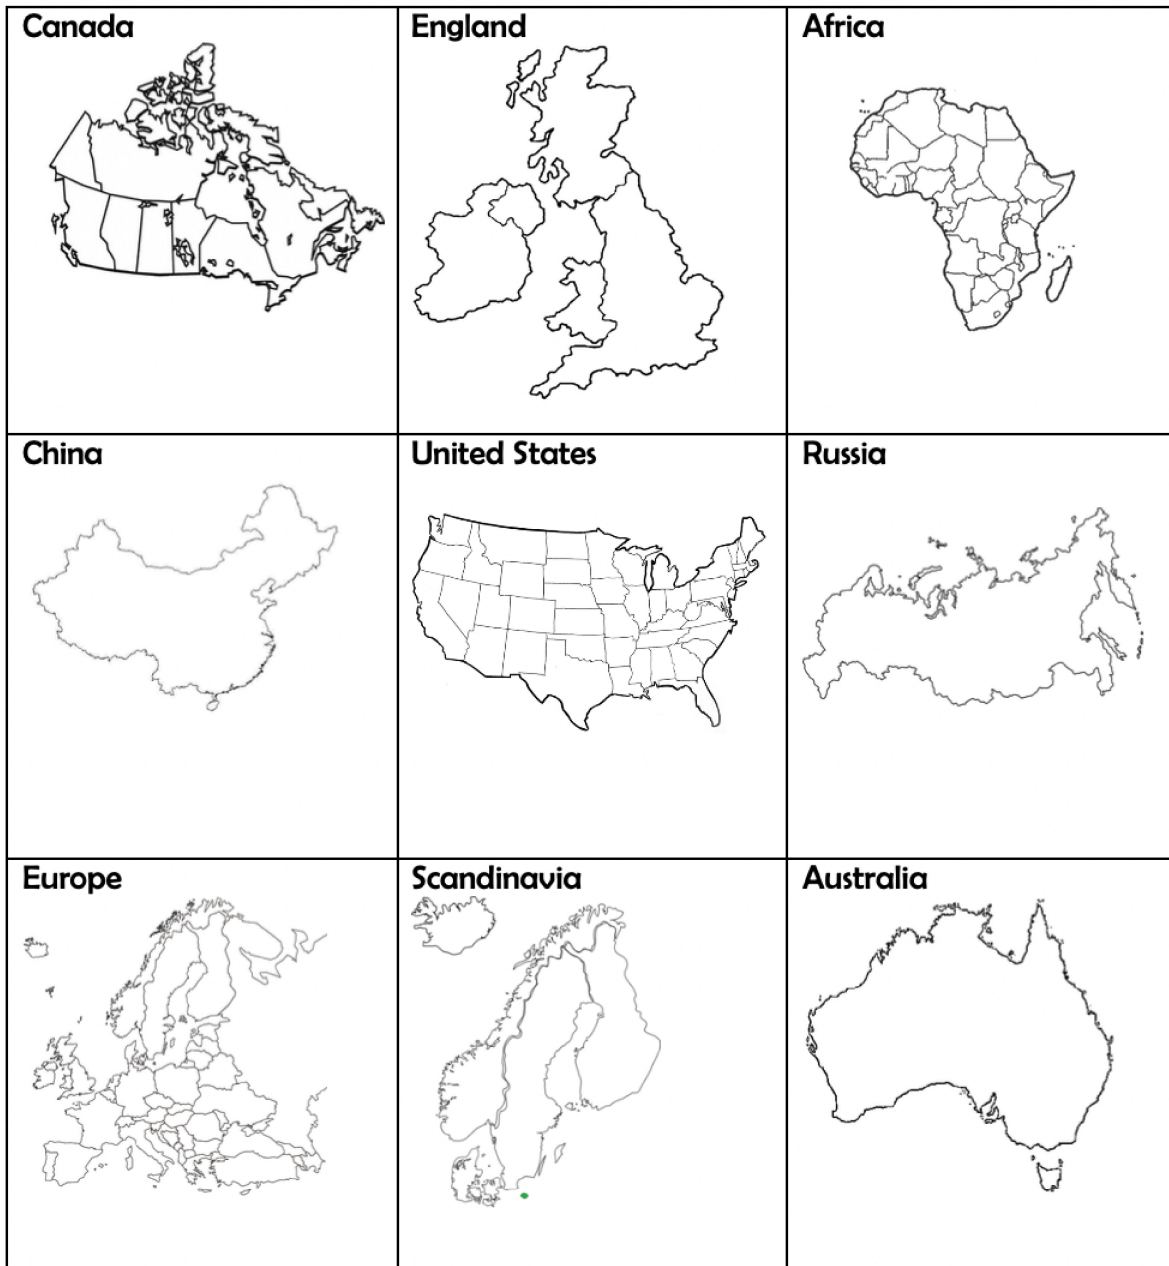 Canada
England
Africa
China
United States
Russia
Europe
Scandinavia
Australia